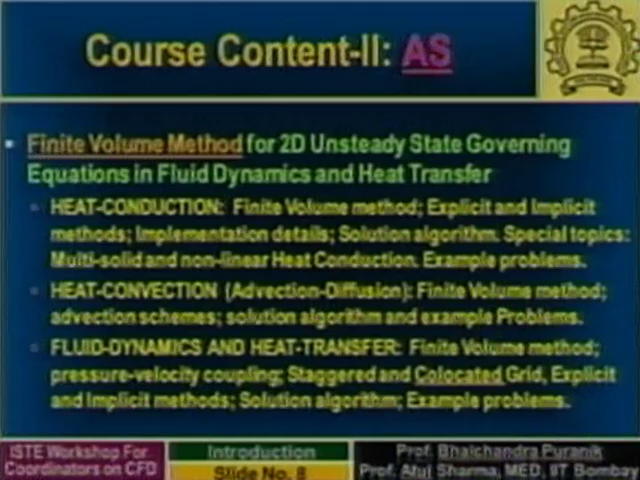 Course Content-II: AS
Finite Volume Method for 2D Unsteady State Governing
Equations in Fluid Dynamics and Heat Transfer
HEAT-CONDUCTION: Finite Volume method; Explicit and Implicit
methods; Implementation details; Solution algorithm. Special topics:
Multi-solid and non-linear Heat Conduction. Example problems.
HEAT-CONVECTION (Advection-Diffusion): Finite Volume method;
advection schemes; solution algorithm and example Problems.
FLUID-DYNAMICS AND HEAT-TRANSFER: Finite Volume method;
pressure-velocity coupling; Staggered and Colocated Grid, Explicit
and Implicit methods; Solution algorithm; Example problems.
ISTE Workshop For
Coordinators on CFD
Introduction
Slide No. 8
Prof. Bhalchandra Puranik
Prof. Atul Sharma, MED, IIT Bombay